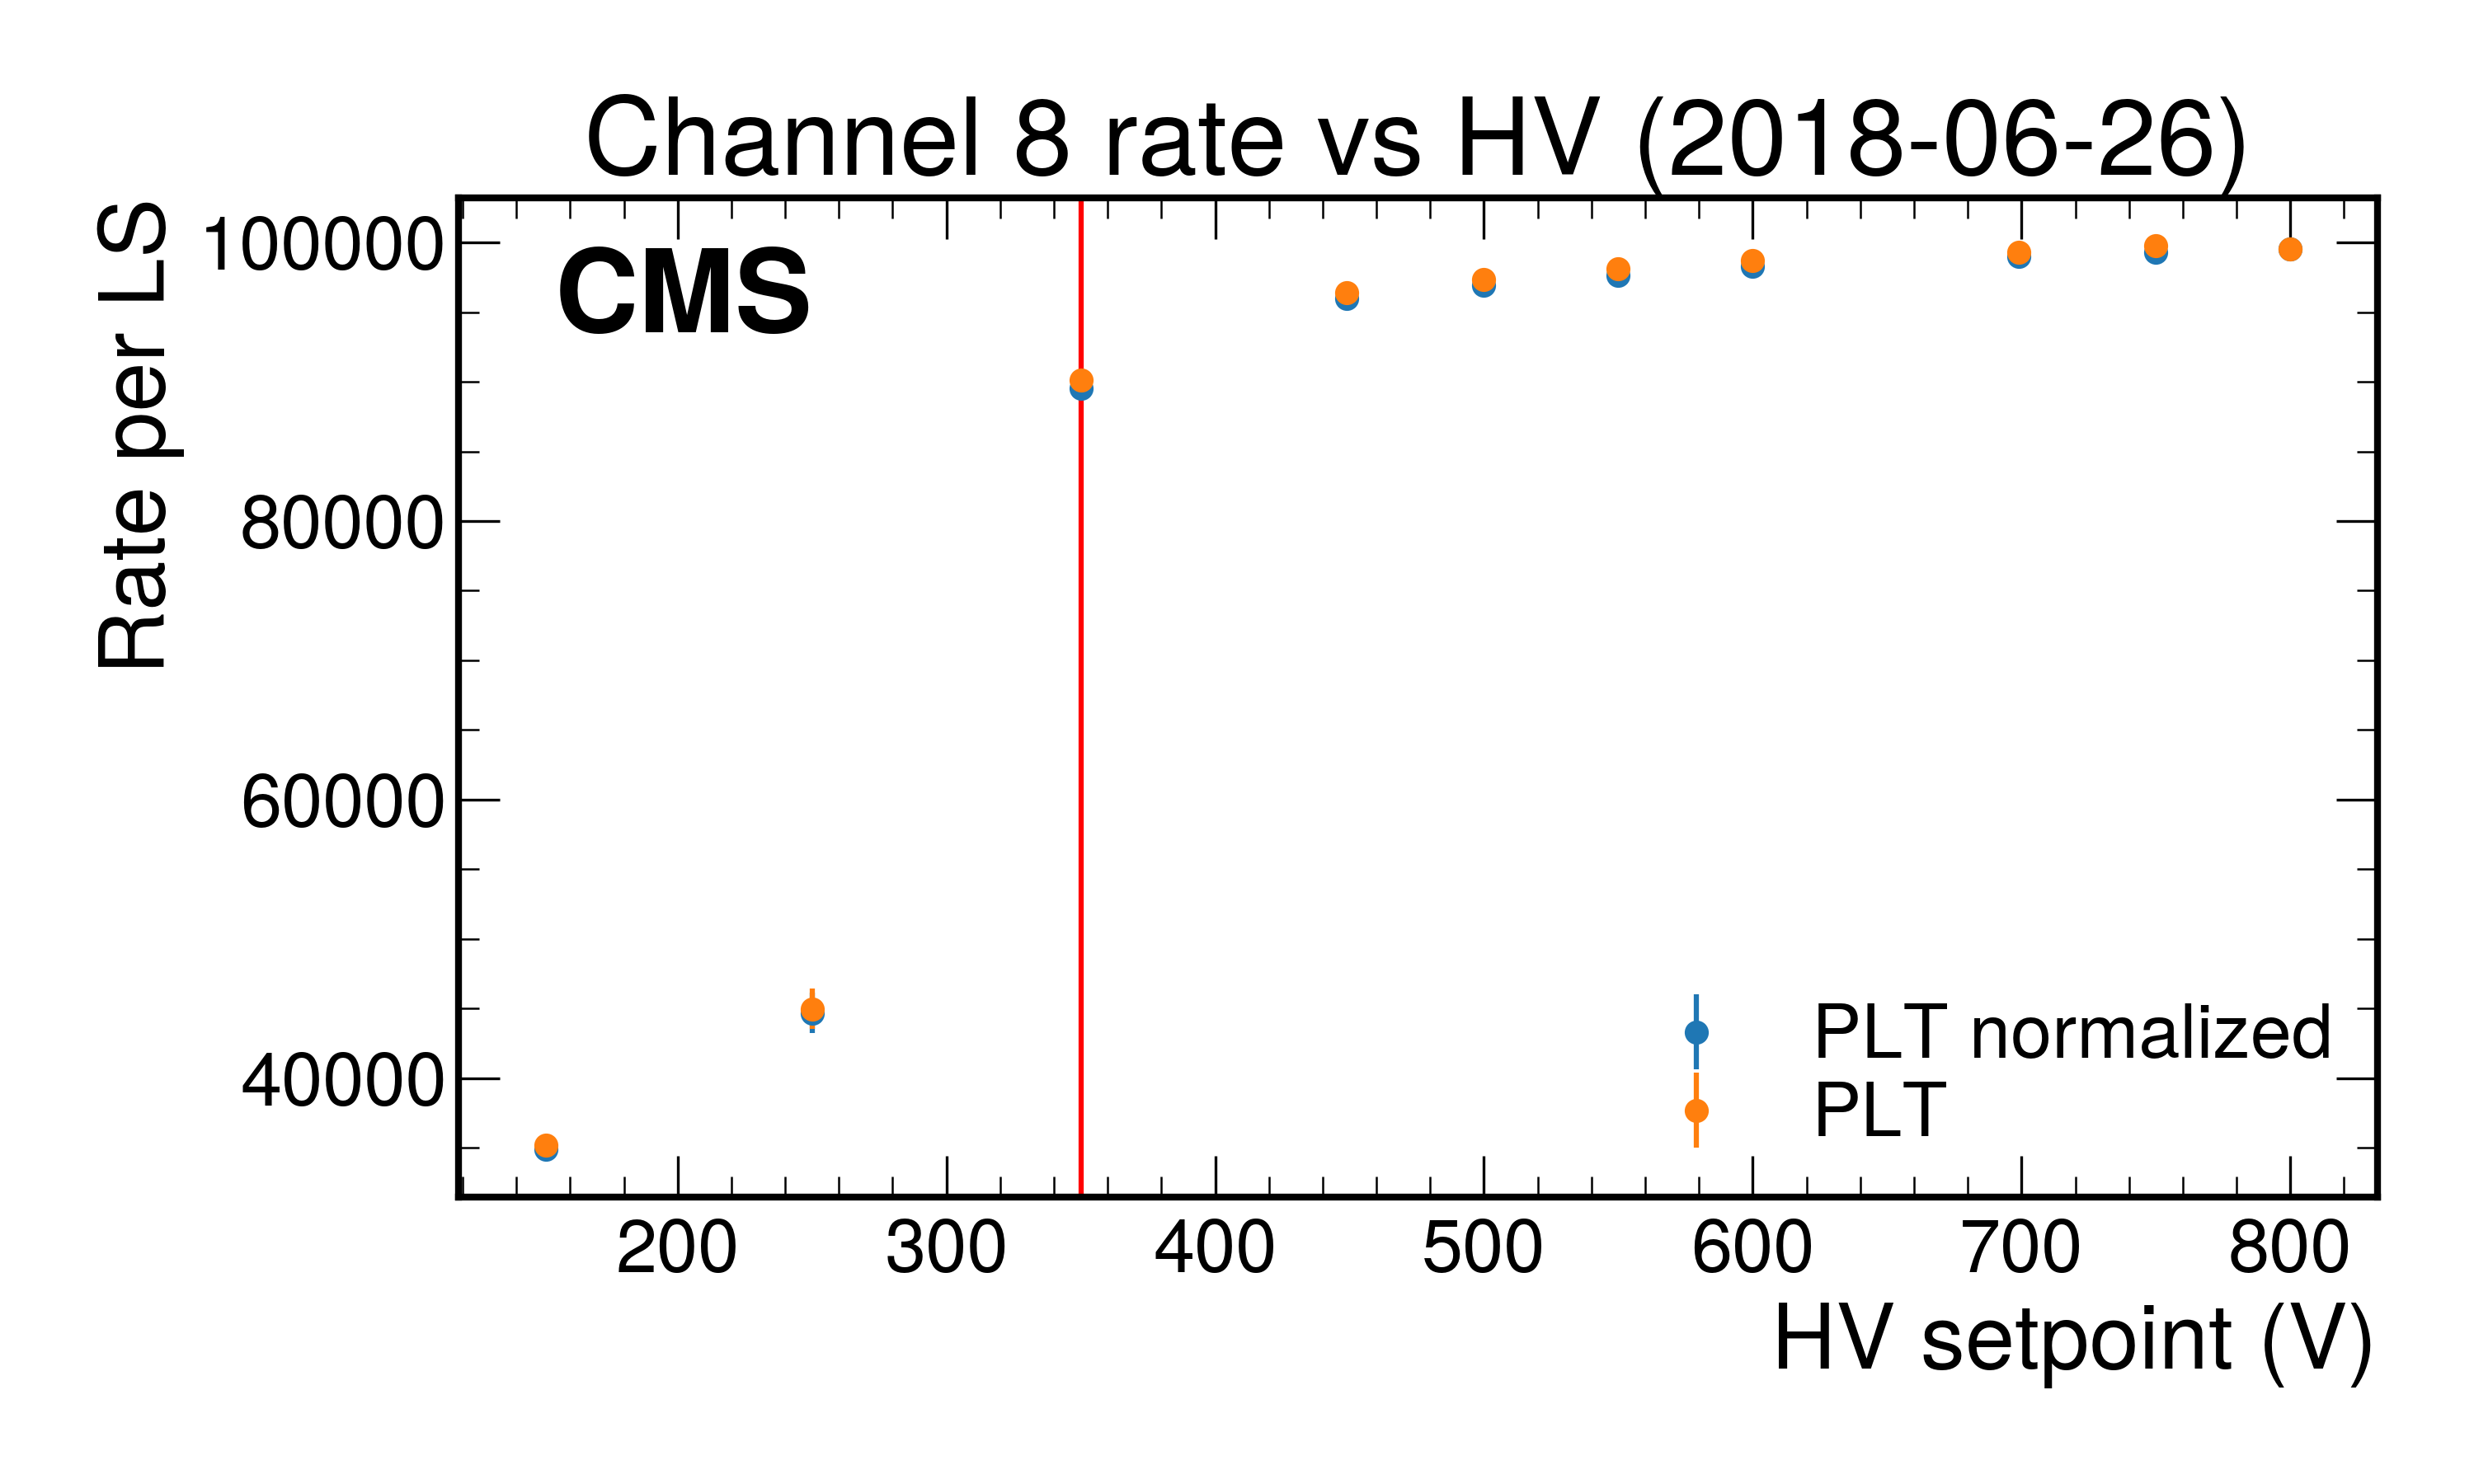 Channel 8 rate vs HV (2018-06-26)
Rate per LS
100000
80000
60000
40000
CMS
PLT normalized
PLT
200 300 400 500 600 700 800
HV setpoint (V)